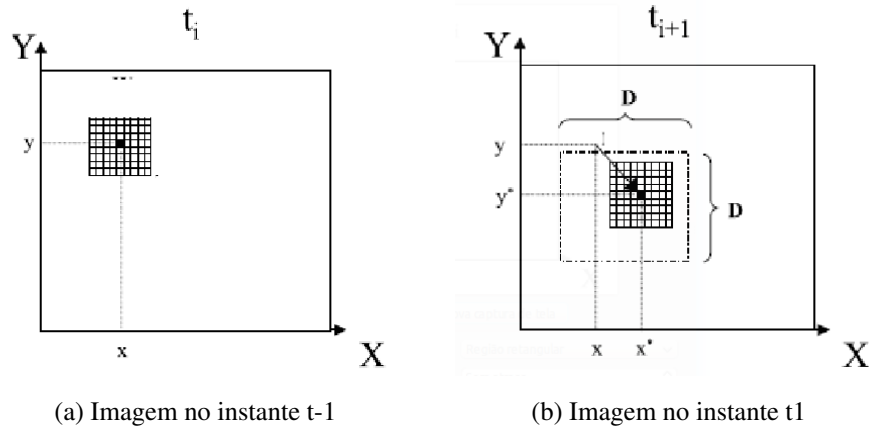 t_i
Y
y
x
X
(a) Imagem no instante t-1
t_{i+1}
Y
D
y
y*
D
x x*
X
(b) Imagem no instante t1